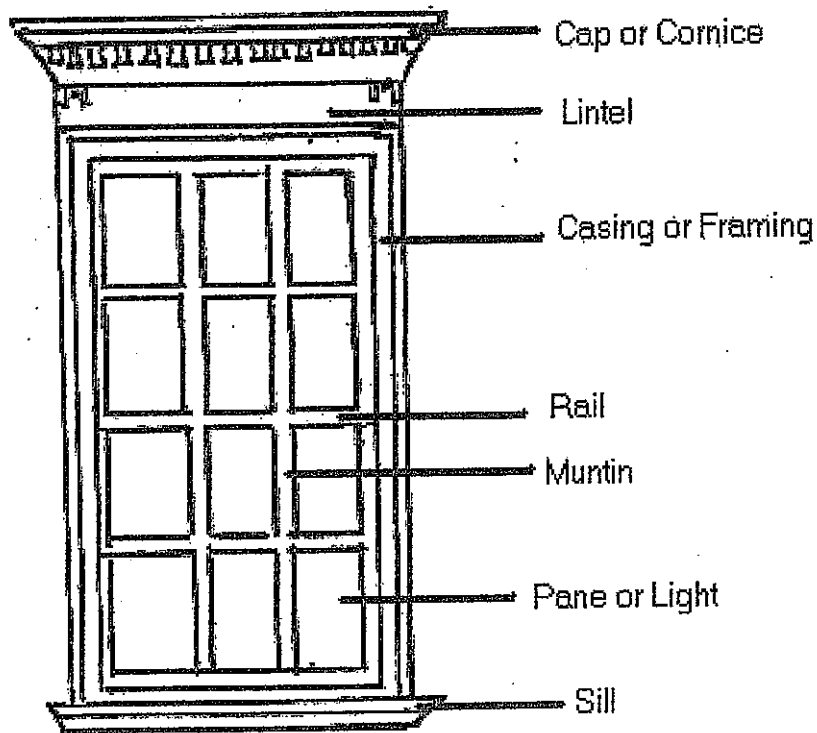 Cap or Cornice
Lintel
Casing or Framing
Rail
Muntin
Pane or Light
Sill